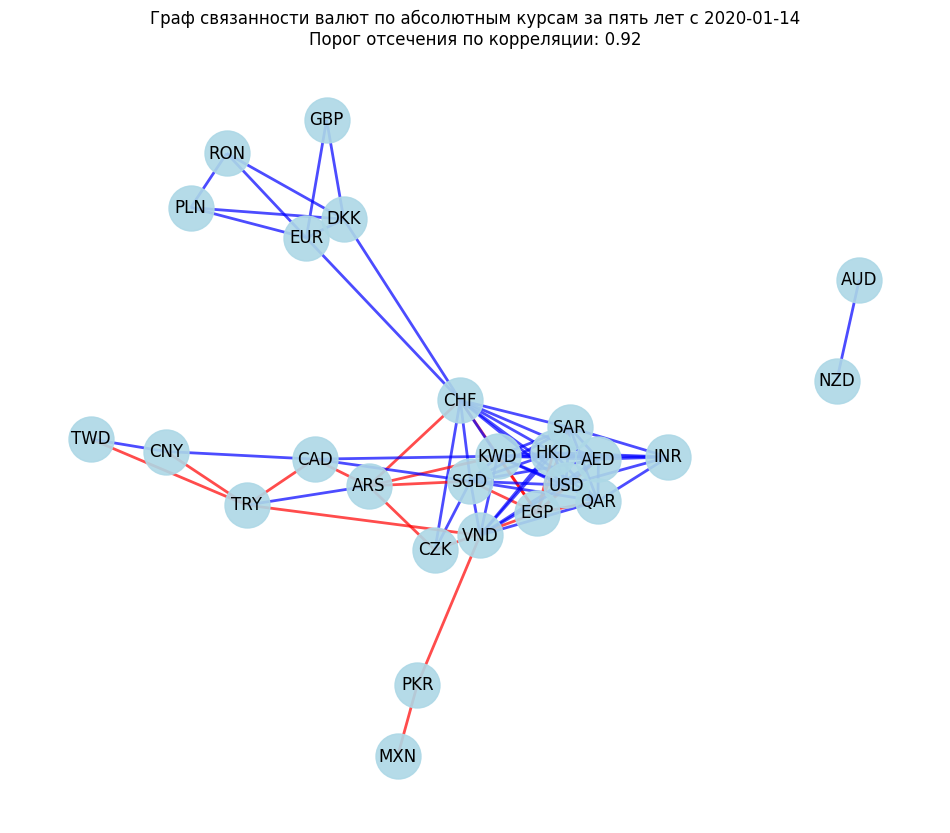 Граф связанности валют по абсолютным курсам за пять лет с 2020-01-14
Порог отсечения по корреляции: 0.92
GBP
RON
PLN
DKK
EUR
AUD
NZD
CHF
SAR
TWD
CNY
CAD
KWD
HKD
AED
INR
ARS
SGD
USD
TRY
QAR
EGP
VND
CZK
PKR
MXN